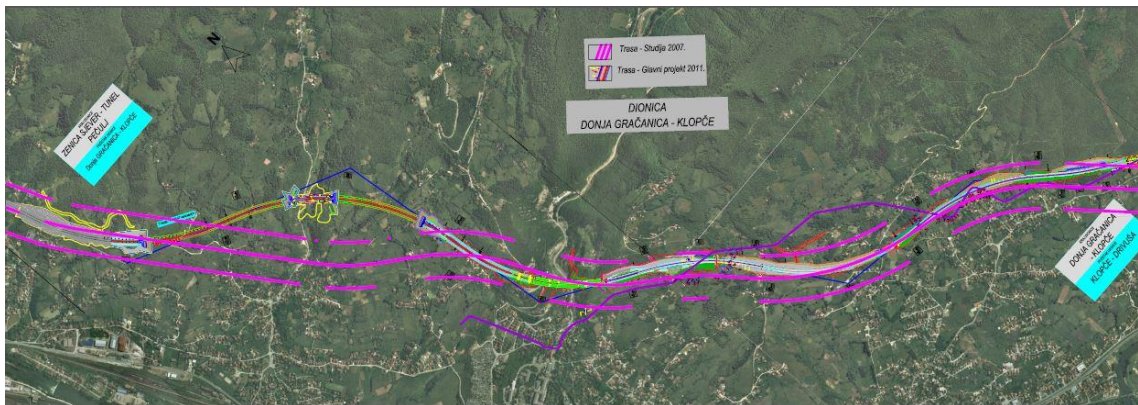 N
Trasa - Studija 2007.
Trasa - Glavni projekt 2011.
DIONICA
DONJA GRAČANICA - KLOPČE
ZENICA SJEVER - TUNEL
PEČULJ
Donja GRAČANICA - KLOPČE
DONJA GRAČANICA
- KLOPČE
KLOPČE - DRIVUŠA